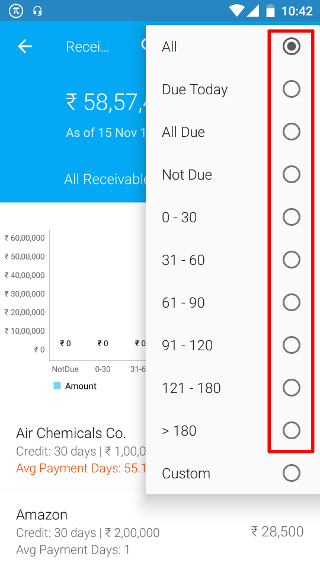 10:42
Recei...
₹ 58,57,4
As of 15 Nov 1
All Receivable
All
Due Today
All Due
Not Due
0 - 30
31 - 60
61 - 90
91 - 120
121 - 180
> 180
Custom
₹ 60,00,000
₹ 50,00,000
₹ 40,00,000
₹ 30,00,000
₹ 20,00,000
₹ 10,00,000
₹ 0
₹ 0 ₹ 0 ₹ 0
NotDue 0-30 31-6
Amount
Air Chemicals Co.
Credit: 30 days | ₹ 1,00,0
Avg Payment Days: 55.1
Amazon
Credit: 30 days | ₹ 2,00,000
Avg Payment Days: 1
₹ 28,500